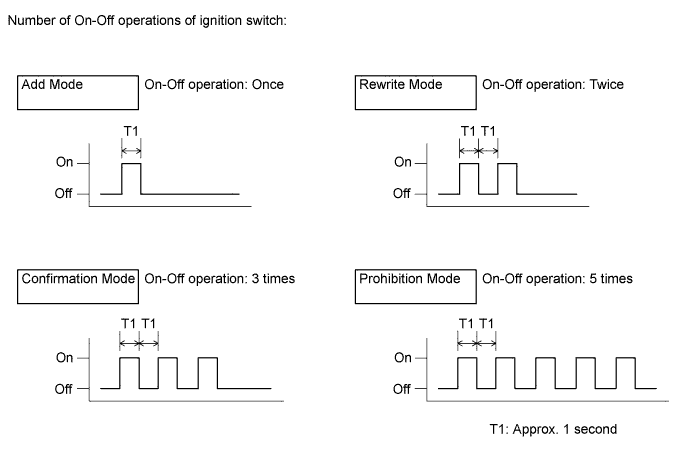 Number of On-Off operations of ignition switch:
Add Mode On-Off operation: Once
T1
On
Off
Rewrite Mode On-Off operation: Twice
T1 T1
On
Off
Confirmation Mode On-Off operation: 3 times
T1 T1
On
Off
Prohibition Mode On-Off operation: 5 times
T1 T1
On
Off
T1: Approx. 1 second